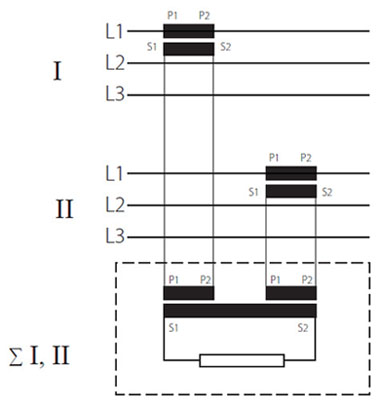 P1 P2
L1
S1 S2
I L2
L3
L1 P1 P2
S1 S2
II L2
L3
P1 P2 P1 P2
S1 S2
∑ I, II